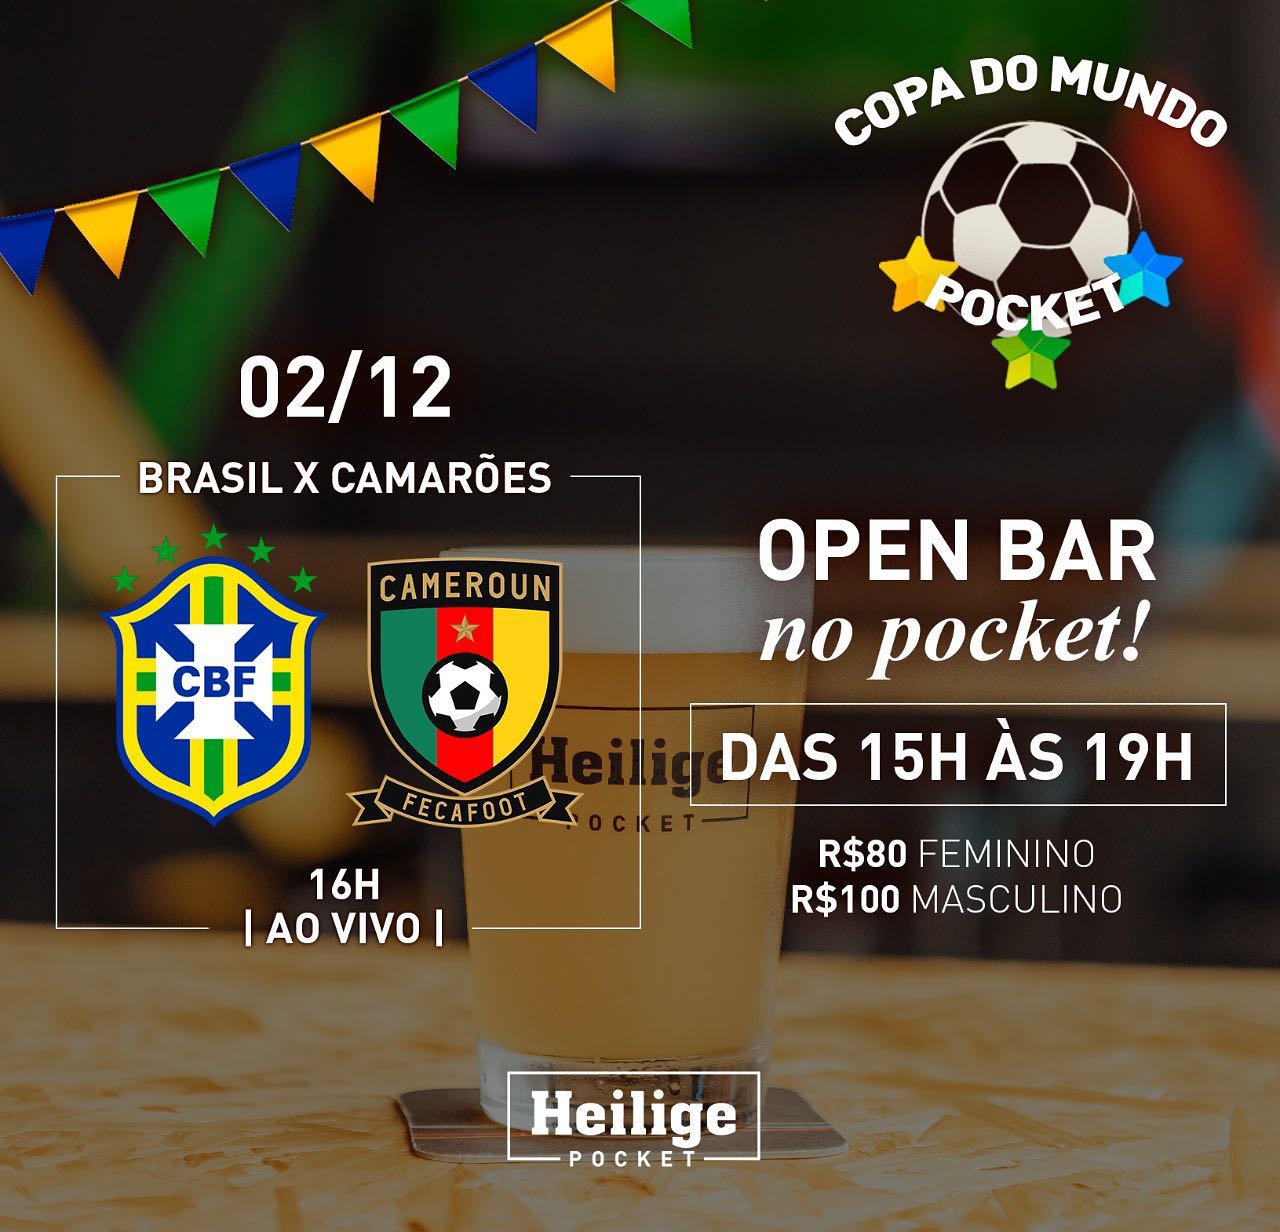 COPA DO MUNDO
POCKET
02/12
BRASIL X CAMARÕES
CBF
CAMEROUN
FECAFOOT
16H
| AO VIVO |
OPEN BAR
no pocket!
DAS 15H ÀS 19H
R$80 FEMININO
R$100 MASCULINO
Heilige
POCKET
Heilige
POCKET